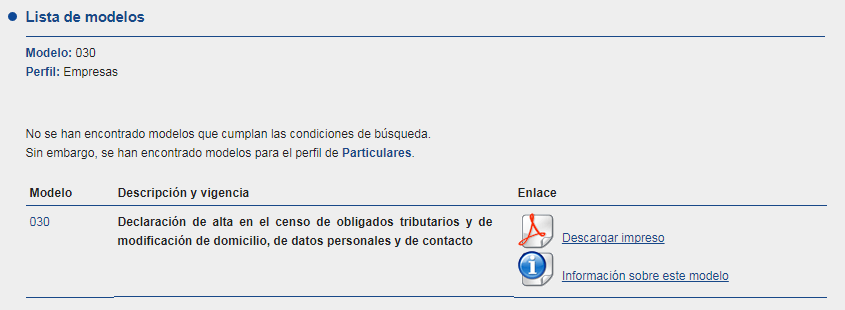 Lista de modelos
Modelo: 030
Perfil: Empresas
No se han encontrado modelos que cumplan las condiciones de búsqueda.
Sin embargo, se han encontrado modelos para el perfil de Particulares.
Modelo Descripción y vigencia Enlace
030 Declaración de alta en el censo de obligados tributarios y de
modificación de domicilio, de datos personales y de contacto
Descargar impreso
Información sobre este modelo